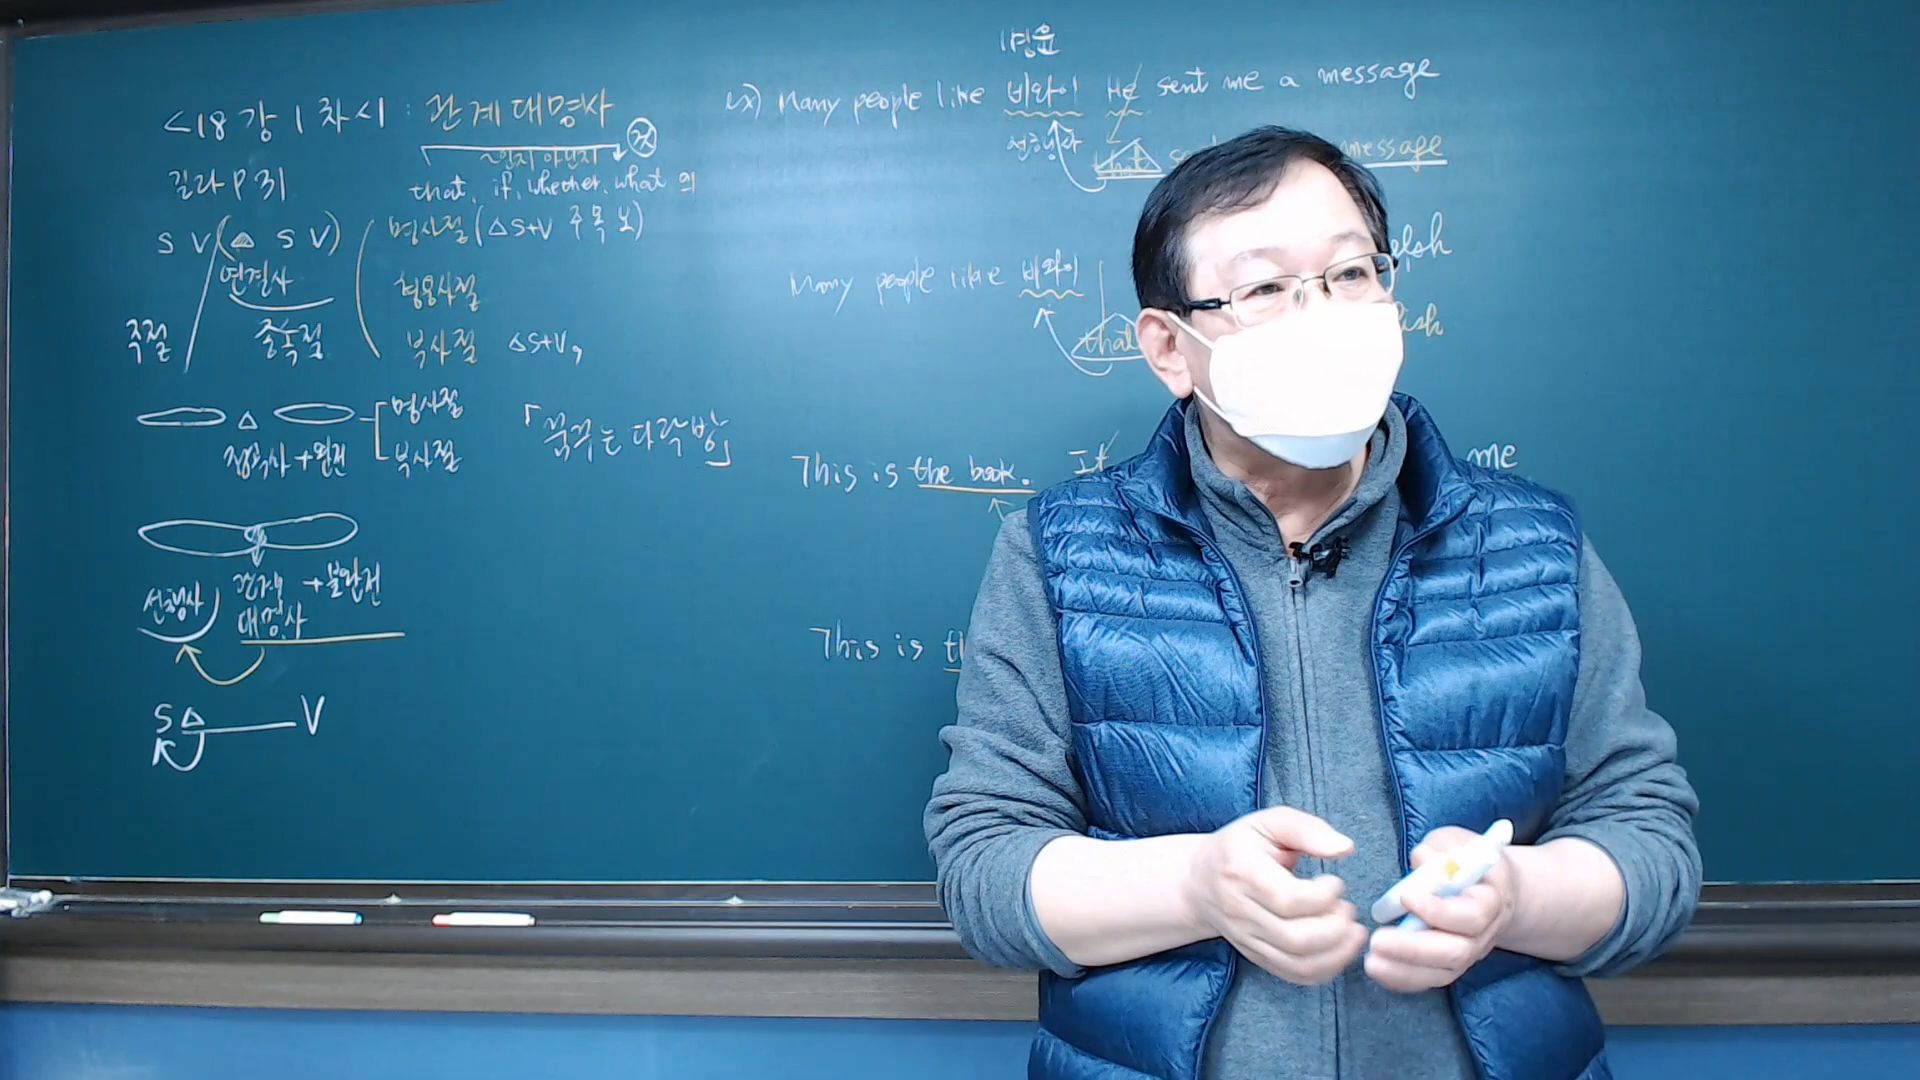 <18강 1차시 : 관계대명사
길라 P 31
~인지 아닌지
that, if, whether, what 의
S V (△ S V)
연결사
주절
종속절
명사절 (△ S+V 주목보)
형용사절
부사절 △S+V,
△
접속사 + 완전
명사절
부사절
「꿈꾸는 다락방」
선행사
관계대명사 + 불완전
S △ V
ex) Many people like 비와이 He sent me a message
선행사
that message
Many people like 비와이
that
This is the book. It me
This is